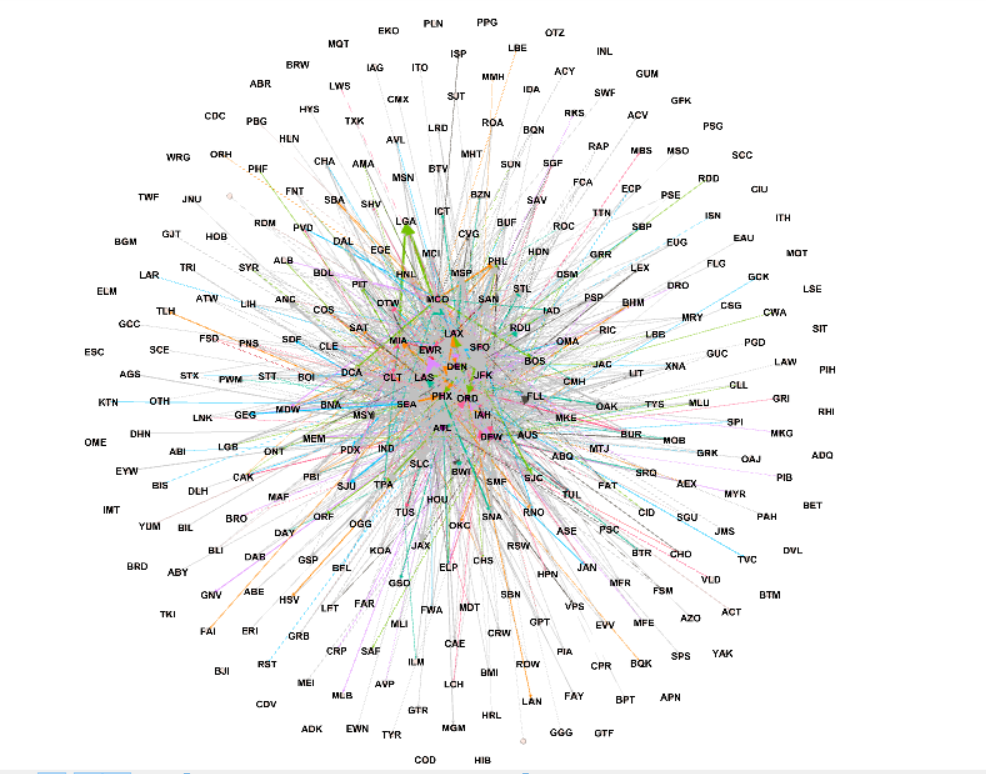 PLN
PPG
EKO
OTZ
MQT
ISP
LBE
INL
BRW
IAG
ITO
ACY
GUM
ABR
LWS
MMH
IDA
SWF
GFK
CMX
SJT
HYS
RKS
ACV
PSG
CDC
PBG
TXK
LRD
ROA
BQN
HLN
AVL
RAP
MBS
MSO
SCC
WRG
ORH
PHF
CHA
AMA
MHT
SUN
SGF
MSN
BTV
FCA
ECP
PSE
RDD
CIU
TWF
JNU
FNT
SBA
SHV
BZN
SAV
TTN
ISN
ITH
HOB
RDM
PVD
LGA
ICT
CVG
BUF
ROC
SBP
BGM
GJT
DAL
EGE
MCI
HDN
GRR
EUG
EAU
MOT
TRI
SYR
ALB
BDL
PIT
HNL
MSP
PHL
DSM
LEX
FLG
GCK
LSE
LAR
ELM
ATW
LIH
ANC
COS
DTW
MCO
SAN
STL
IAD
PSP
BHM
DRO
MRY
CSG
CWA
SIT
TLH
GCC
FSD
PNS
SDF
CLE
SAT
MIA
LAX
EWR
SFO
RDU
OMA
RIC
LBB
PGD
ESC
SCE
GUC
LAW
PIH
AGS
STX
PWM
STT
BOI
DCA
CLT
LAS
DEN
JFK
BOS
CMH
JAC
LIT
XNA
CLL
GRI
KTN
OTH
LNK
GEG
MDW
BNA
MSY
SEA
PHX
ORD
IAH
FLL
MKE
OAK
TYS
MLU
SPI
MKG
RHI
OME
DHN
ABI
LGB
ONT
MEM
PDX
IND
ATL
DFW
AUS
ABQ
MTJ
BUR
MOB
GRK
OAJ
ADQ
EYW
BIS
DLH
CAK
PBI
SJU
TPA
SLC
BWI
SMF
SJC
TUL
FAT
SRQ
AEX
MYR
PIB
IMT
YUM
BIL
BRO
MAF
ORF
OGG
TUS
HOU
OKC
SNA
RNO
ASE
PSC
CID
SGU
JMS
PAH
BET
BRD
ABY
BLI
DAB
DAY
GSP
BFL
KOA
JAX
ELP
CHS
RSW
HPN
JAN
BTR
CHO
VLD
TVC
DVL
TKI
GNV
ABE
HSV
LFT
FAR
GSO
FWA
MDT
SBN
VPS
MFR
FSM
ACT
BTM
FAI
ERI
GRB
MLI
CAE
CRW
GPT
EVV
MFE
AZO
YAK
BJI
RST
CRP
SAF
ILM
BMI
RDW
PIA
CPR
BQK
SPS
CDV
MEI
MLB
AVP
LCH
LAN
FAY
BPT
APN
ADK
EWN
TYR
GTR
MGM
HRL
GGG
GTF
COD
HIB